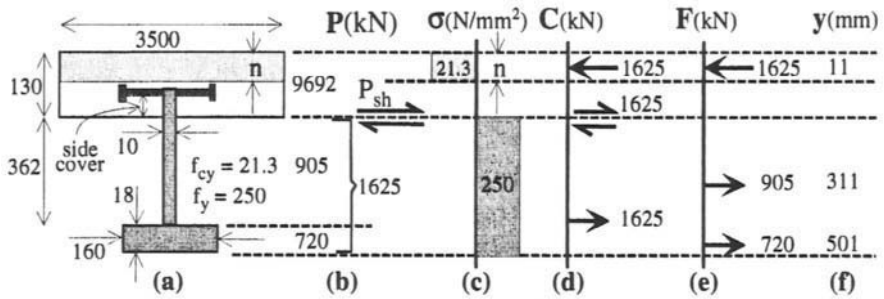 3500 P(kN) σ(N/mm²) C(kN) F(kN) y(mm)
130 n 9692 21.3 n 1625 1625 11
P_sh 1625
side cover 10
362 f_cy = 21.3 905 905 311
f_y = 250 1625 250
18 1625
160 720 720 501
(a) (b) (c) (d) (e) (f)